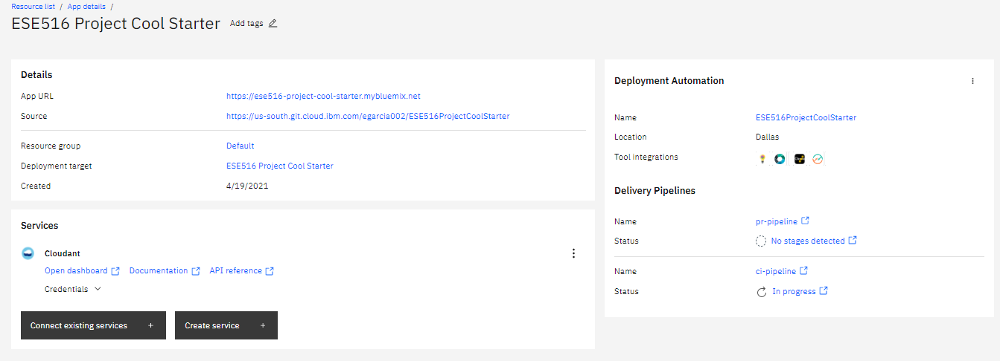 Resource list / App details /
ESE516 Project Cool Starter Add tags
Details
App URL https://ese516-project-cool-starter.mybluemix.net
Source https://us-south.git.cloud.ibm.com/egarcia002/ESE516ProjectCoolStarter
Resource group Default
Deployment target ESE516 Project Cool Starter
Created 4/19/2021
Services
Cloudant
Open dashboard Documentation API reference
Credentials
Connect existing services + Create service +
Deployment Automation
Name ESE516ProjectCoolStarter
Location Dallas
Tool integrations
Delivery Pipelines
Name pr-pipeline
Status No stages detected
Name ci-pipeline
Status In progress